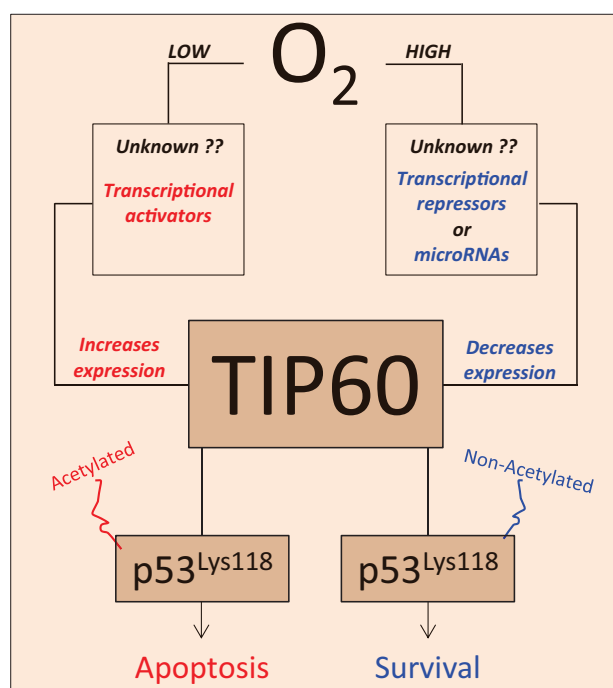 LOW
O2
HIGH
Unknown ??
Transcriptional
activators
Unknown ??
Transcriptional
repressors
or
microRNAs
Increases
expression
TIP60
Decreases
expression
Acetylated
Non-Acetylated
p53Lys118
p53Lys118
Apoptosis
Survival